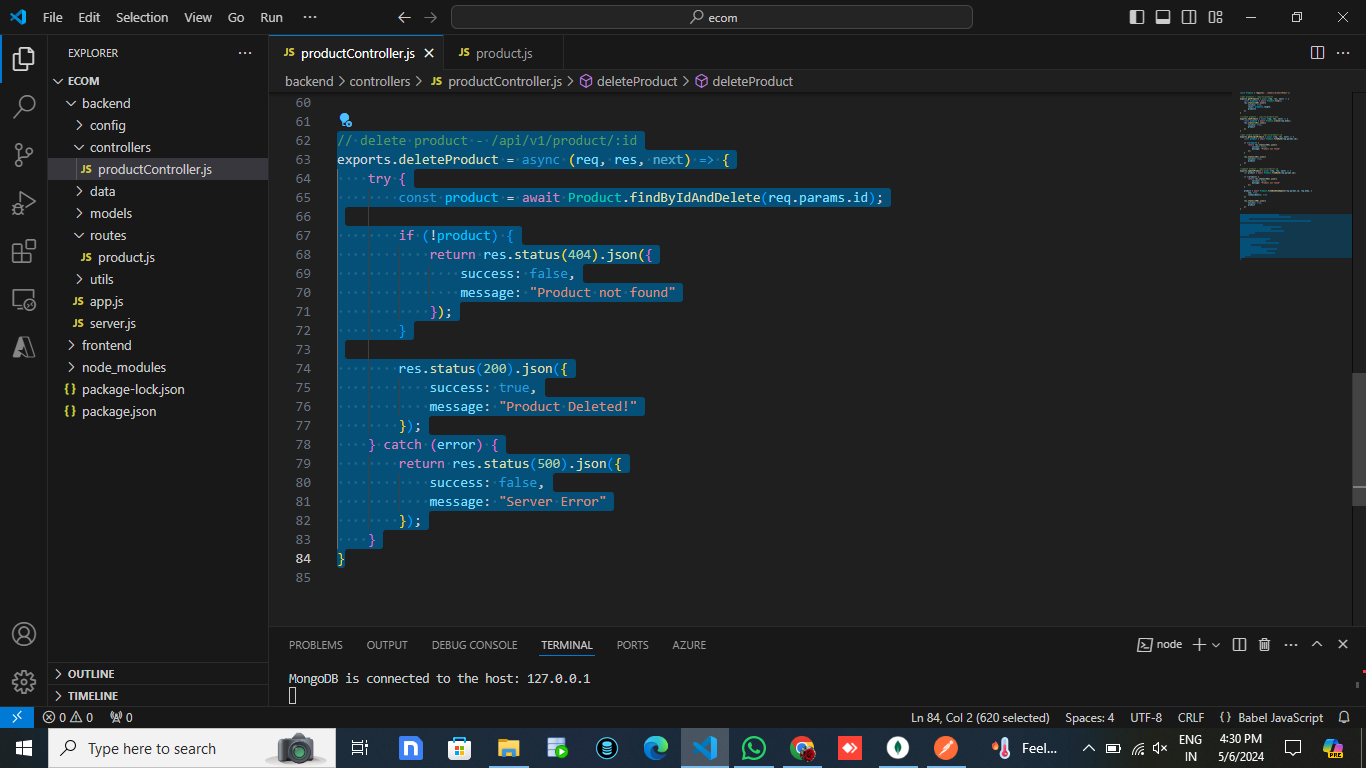 File Edit Selection View Go Run ··· ecom
EXPLORER ···
ECOM
backend
config
controllers
JS productController.js
data
models
routes
JS product.js
utils
JS app.js
JS server.js
frontend
node_modules
{} package-lock.json
{} package.json
OUTLINE
TIMELINE
JS productController.js JS product.js
backend > controllers > JS productController.js > deleteProduct > deleteProduct
60
61
62 // delete product - /api/v1/product/:id
63 exports.deleteProduct = async (req, res, next) => {
64 try {
65 const product = await Product.findByIdAndDelete(req.params.id);
66
67 if (!product) {
68 return res.status(404).json({
69 success: false,
70 message: "Product not found"
71 });
72 }
73
74 res.status(200).json({
75 success: true,
76 message: "Product Deleted!"
77 });
78 } catch (error) {
79 return res.status(500).json({
80 success: false,
81 message: "Server Error"
82 });
83 }
84 }
85
PROBLEMS OUTPUT DEBUG CONSOLE TERMINAL PORTS AZURE node
MongoDB is connected to the host: 127.0.0.1
0 0 0 Ln 84, Col 2 (620 selected) Spaces: 4 UTF-8 CRLF {} Babel JavaScript
Type here to search Feel... ENG IN 4:30 PM 5/6/2024 PRE